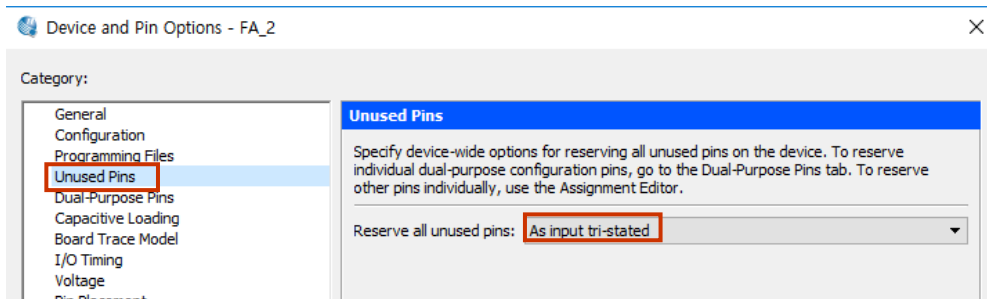 Device and Pin Options - FA_2
Category:
General
Configuration
Programming Files
Unused Pins
Dual-Purpose Pins
Capacitive Loading
Board Trace Model
I/O Timing
Voltage
Pin Placement
Unused Pins
Specify device-wide options for reserving all unused pins on the device. To reserve
individual dual-purpose configuration pins, go to the Dual-Purpose Pins tab. To reserve
other pins individually, use the Assignment Editor.
Reserve all unused pins: As input tri-stated